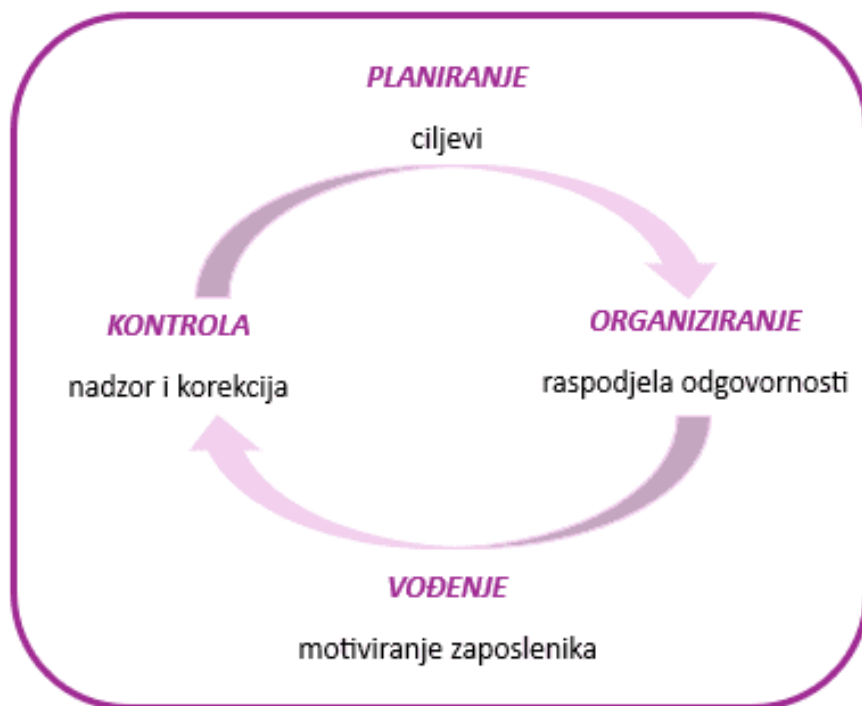 PLANIRANJE
ciljevi
KONTROLA
nadzor i korekcija
ORGANIZIRANJE
raspodjela odgovornosti
VOĐENJE
motiviranje zaposlenika